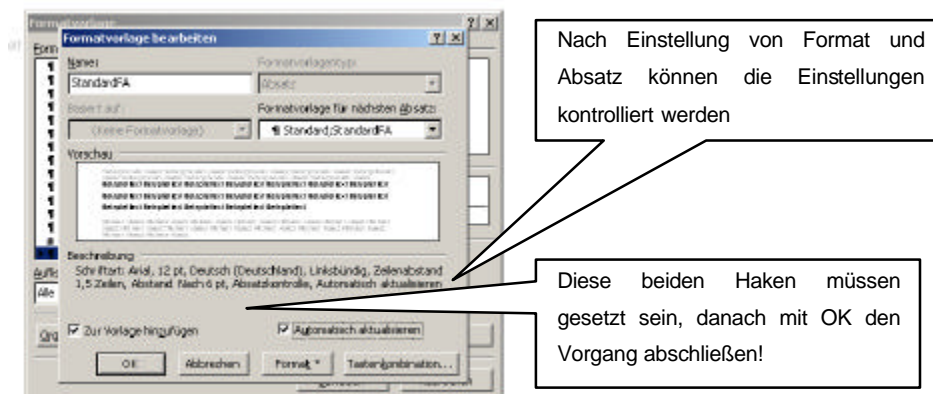 Formatvorlage
Formatvorlage bearbeiten
Name:
Formatvorlagentyp:
StandardFA
Absatz
Basiert auf:
Formatvorlage für nächsten Absatz:
(Keine Formatvorlage)
¶ Standard;StandardFA
Vorschau
Beschreibung
Schriftart: Arial, 12 pt, Deutsch (Deutschland), Linksbündig, Zeilenabstand
1,5 Zeilen, Abstand Nach 6 pt, Absatzkontrolle, Automatisch aktualisieren
Alle
Zur Vorlage hinzufügen
Automatisch aktualisieren
OK
Abbrechen
Format
Tastenkombination...
Nach Einstellung von Format und
Absatz können die Einstellungen
kontrolliert werden
Diese beiden Haken müssen
gesetzt sein, danach mit OK den
Vorgang abschließen!